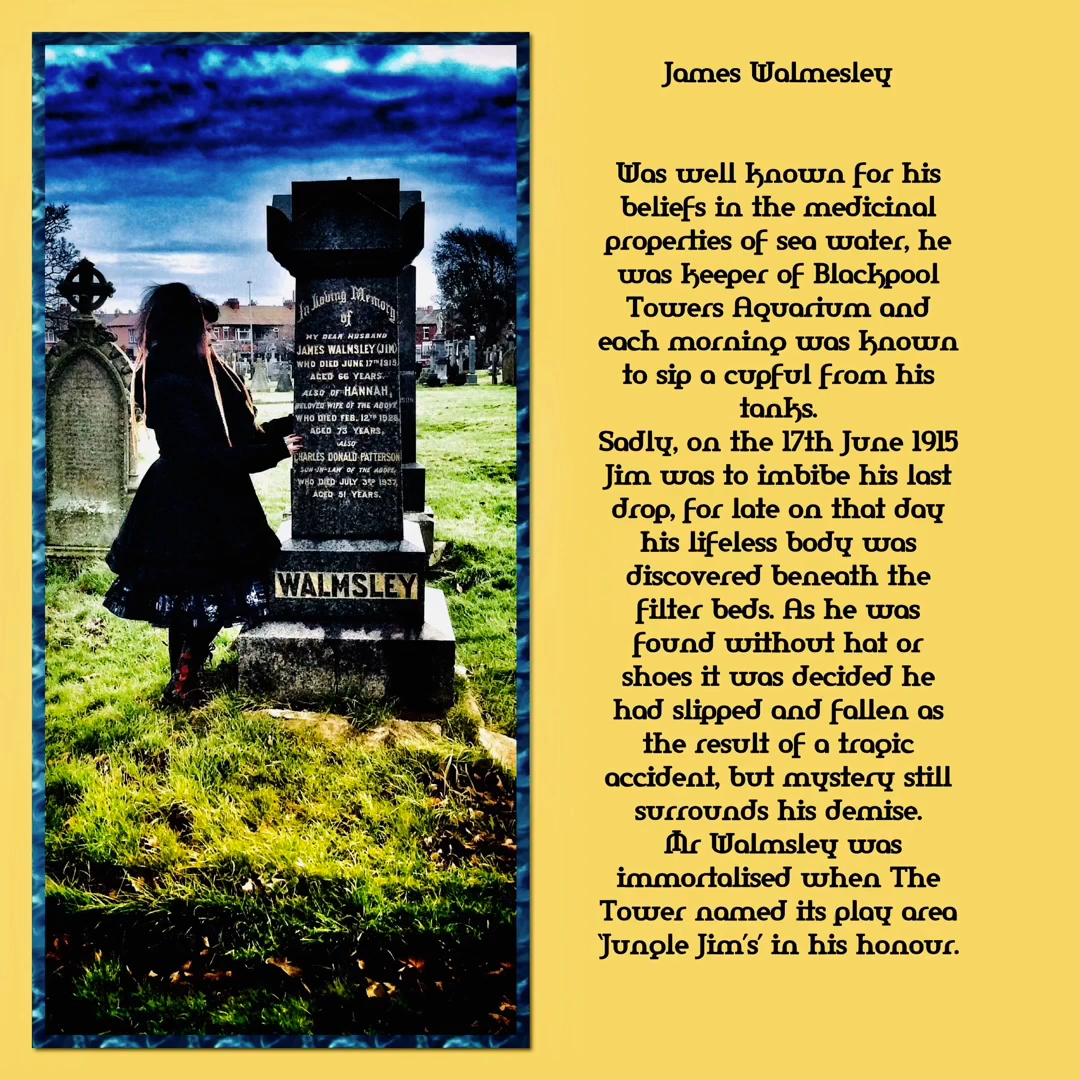 James Walmesley
Was well known for his
beliefs in the medicinal
properties of sea water, he
was keeper of Blackpool
Towers Aquarium and
each morning was known
to sip a cupful from his
tanks.
Sadly, on the 17th June 1915
Jim was to imbibe his last
drop, for late on that day
his lifeless body was
discovered beneath the
filter beds. As he was
found without hat or
shoes it was decided he
had slipped and fallen as
the result of a tragic
accident, but mystery still
surrounds his demise.
Mr Walmsley was
immortalised when The
Tower named its play area
'Jungle Jim's' in his honour.
In Loving Memory
of
MY DEAR HUSBAND
JAMES WALMSLEY (JIM)
WHO DIED JUNE 17TH 1915,
AGED 66 YEARS.
ALSO OF HANNAH,
BELOVED WIFE OF THE ABOVE,
WHO DIED FEB. 12TH 1928,
AGED 73 YEARS.
ALSO
CHARLES DONALD PATTERSON
SON-IN-LAW OF THE ABOVE,
WHO DIED JULY 3RD 1937,
AGED 51 YEARS.
WALMSLEY